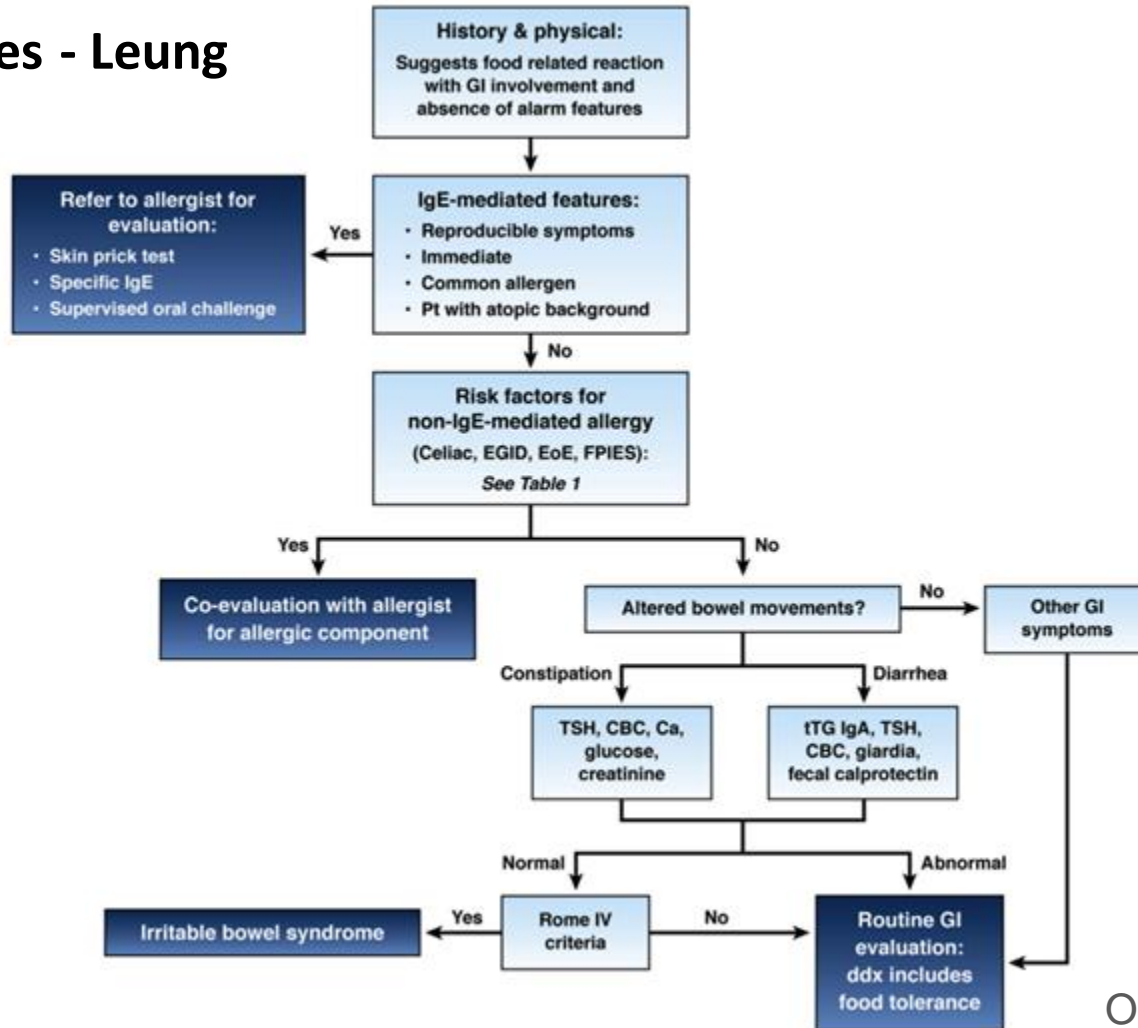 es - Leung
History & physical:
Suggests food related reaction
with GI involvement and
absence of alarm features
Refer to allergist for
evaluation:
· Skin prick test
· Specific IgE
· Supervised oral challenge
Yes
IgE-mediated features:
· Reproducible symptoms
· Immediate
· Common allergen
· Pt with atopic background
No
Risk factors for
non-IgE-mediated allergy
(Celiac, EGID, EoE, FPIES):
See Table 1
Yes
No
Co-evaluation with allergist
for allergic component
Altered bowel movements?
No
Other GI
symptoms
Constipation
Diarrhea
TSH, CBC, Ca,
glucose,
creatinine
tTG IgA, TSH,
CBC, giardia,
fecal calprotectin
Normal
Abnormal
Irritable bowel syndrome
Yes
Rome IV
criteria
No
Routine GI
evaluation:
ddx includes
food tolerance
O